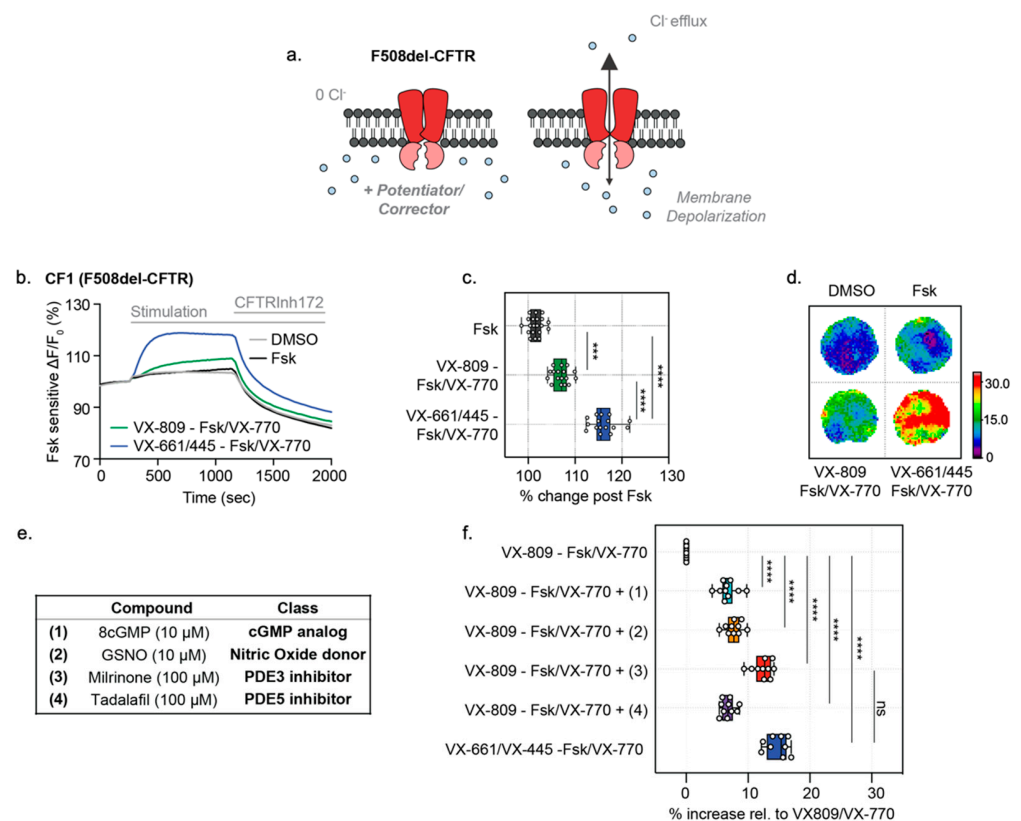 a.
F508del-CFTR
Cl⁻ efflux
0 Cl⁻
+ Potentiator/
Corrector
Membrane
Depolarization
b. CF1 (F508del-CFTR)
Fsk sensitive ΔF/F₀ (%)
130
110
90
70
Stimulation
CFTRInh172
DMSO
Fsk
VX-809 - Fsk/VX-770
VX-661/445 - Fsk/VX-770
0 500 1000 1500 2000
Time (sec)
c.
Fsk
VX-809 -
Fsk/VX-770
VX-661/445 -
Fsk/VX-770
***
****
****
100 110 120 130
% change post Fsk
d.
DMSO Fsk
30.0
15.0
0
VX-809
Fsk/VX-770
VX-661/445
Fsk/VX-770
e.
Compound Class
(1) 8cGMP (10 µM) cGMP analog
(2) GSNO (10 µM) Nitric Oxide donor
(3) Milrinone (100 µM) PDE3 inhibitor
(4) Tadalafil (100 µM) PDE5 inhibitor
f.
VX-809 - Fsk/VX-770
VX-809 - Fsk/VX-770 + (1)
VX-809 - Fsk/VX-770 + (2)
VX-809 - Fsk/VX-770 + (3)
VX-809 - Fsk/VX-770 + (4)
VX-661/VX-445 -Fsk/VX-770
****
****
****
****
****
ns
0 10 20 30
% increase rel. to VX809/VX-770